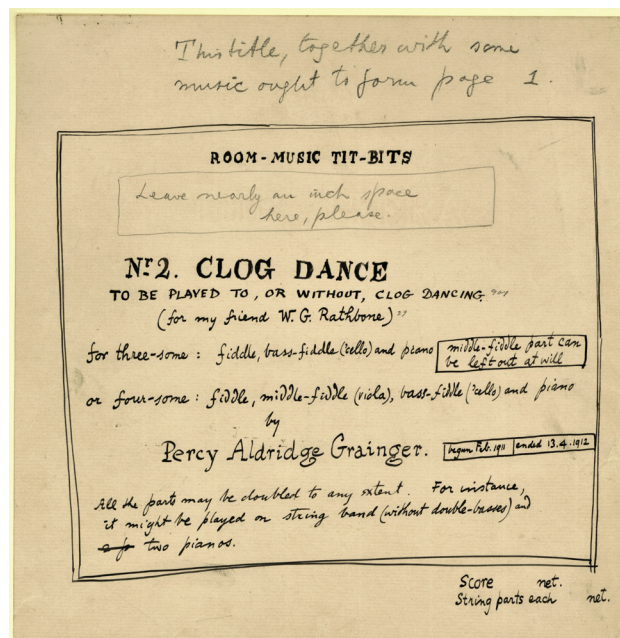 This title, together with some
music ought to form page 1.
ROOM-MUSIC TIT-BITS
Leave nearly an inch space
here, please.
Nr 2. CLOG DANCE
TO BE PLAYED TO, OR WITHOUT, CLOG DANCING.
(for my friend W. G. Rathbone)
for three-some : fiddle, bass-fiddle ('cello) and piano
middle-fiddle part can
be left out at will
or four-some : fiddle, middle-fiddle (viola), bass-fiddle ('cello) and piano
by
Percy Aldridge Grainger.
begun Feb. 1911 ended 13.4.1912
All the parts may be doubled to any extent. For instance,
it might be played on string band (without double-basses) and
two pianos.
Score net.
String parts each net.